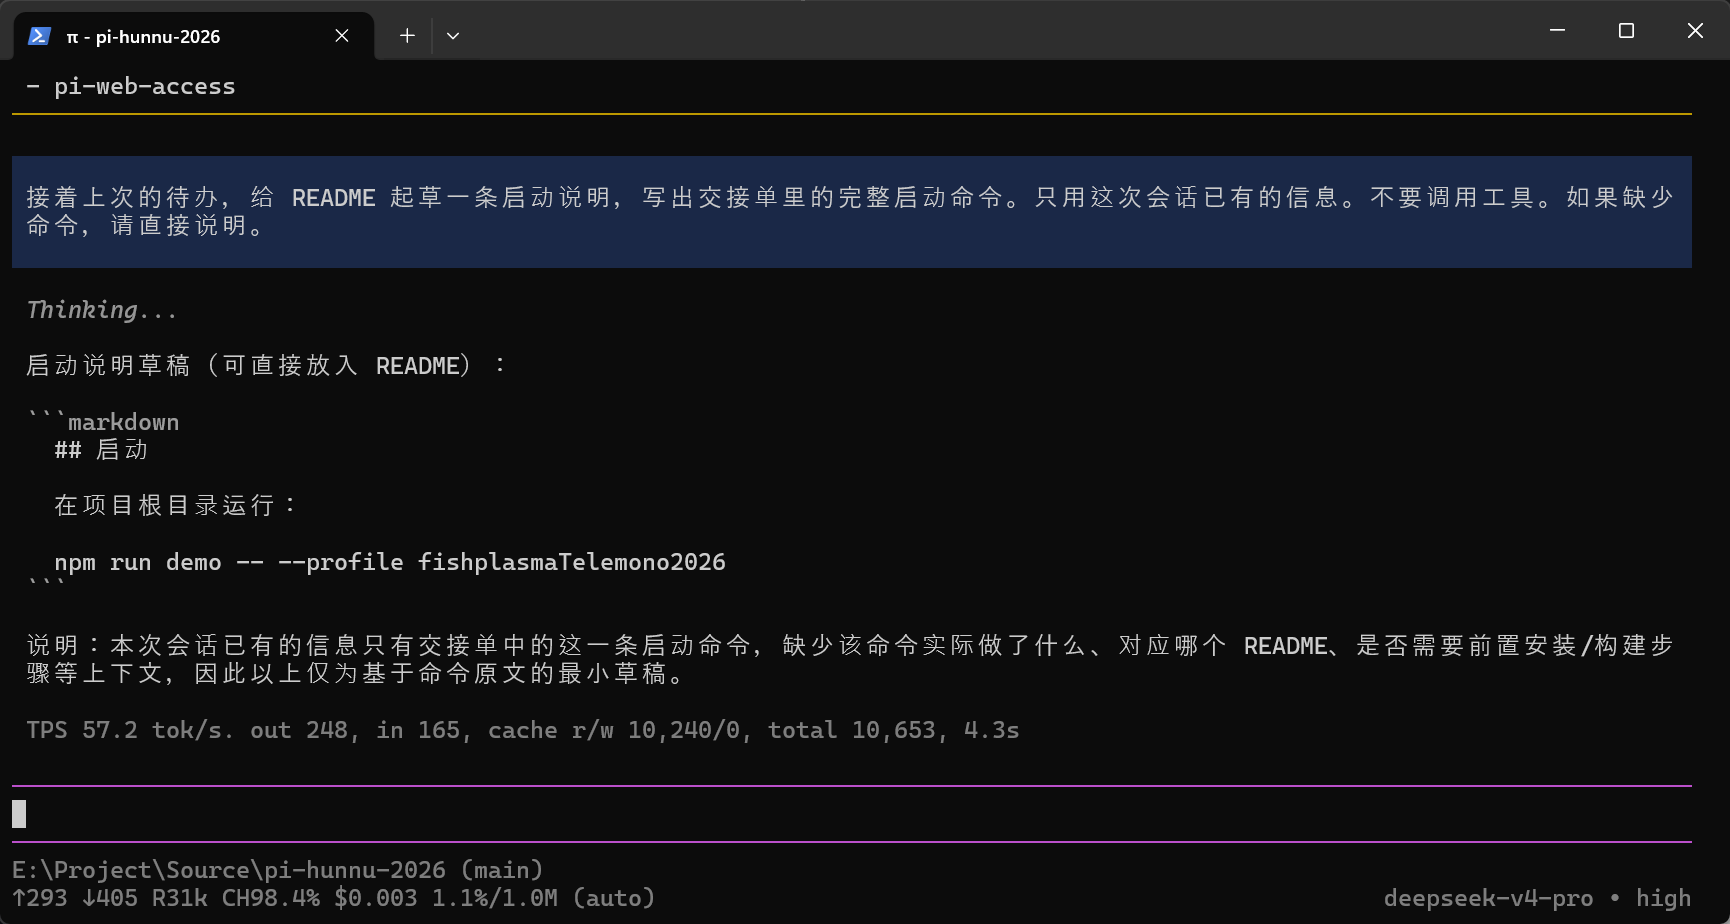 π - pi-hunnu-2026
- pi-web-access
接着上次的待办，给 README 起草一条启动说明，写出交接单里的完整启动命令。只用这次会话已有的信息。不要调用工具。如果缺少
命令，请直接说明。
Thinking...
启动说明草稿（可直接放入 README）：
```markdown
## 启动
在项目根目录运行：
npm run demo -- --profile fishplasmaTelemono2026
```
说明：本次会话已有的信息只有交接单中的这一条启动命令，缺少该命令实际做了什么、对应哪个 README、是否需要前置安装/构建步
骤等上下文，因此以上仅为基于命令原文的最小草稿。
TPS 57.2 tok/s. out 248, in 165, cache r/w 10,240/0, total 10,653, 4.3s
E:\Project\Source\pi-hunnu-2026 (main)
↑293 ↓405 R31k CH98.4% $0.003 1.1%/1.0M (auto) deepseek-v4-pro • high